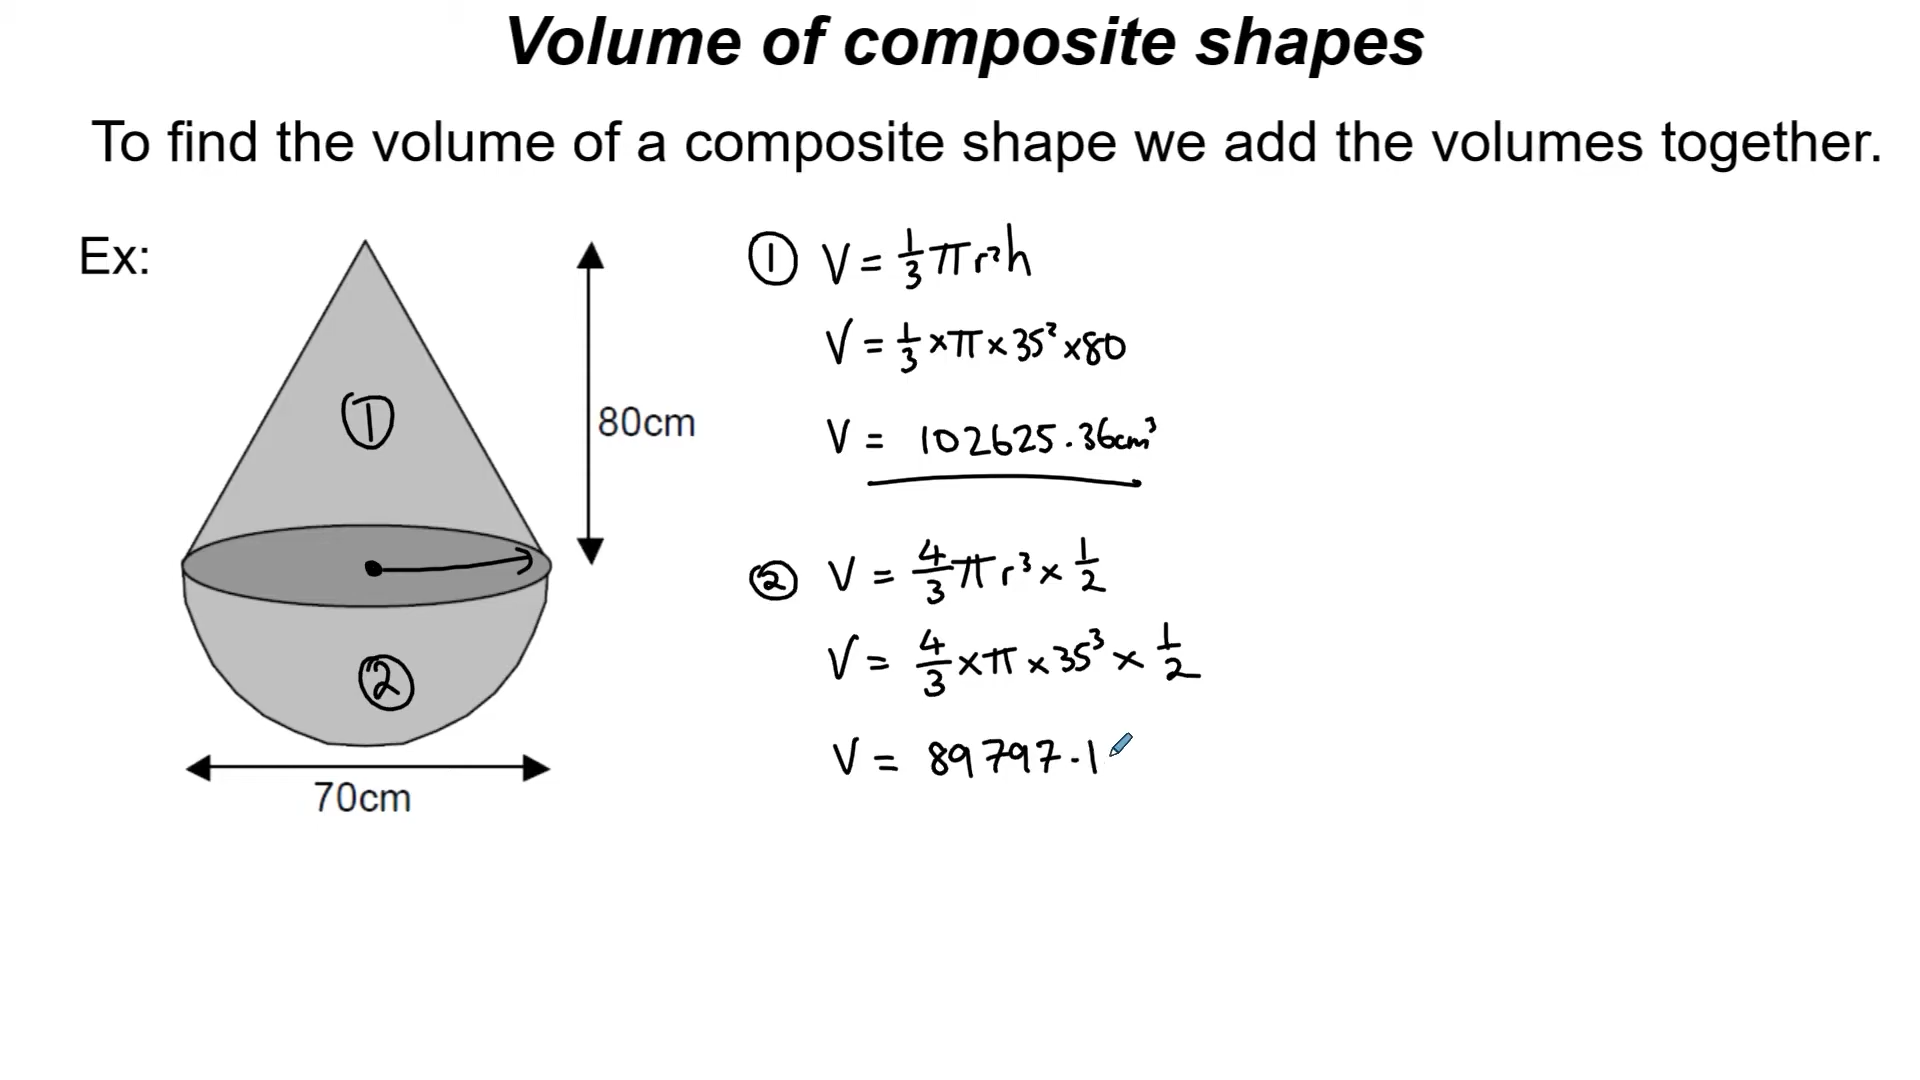 Volume of composite shapes
To find the volume of a composite shape we add the volumes together.
Ex:
①
80cm
②
70cm
① V = 1/3 πr²h
V = 1/3 × π × 35² × 80
V = 102625.36cm³
② V = 4/3 πr³ × 1/2
V = 4/3 × π × 35³ × 1/2
V = 89797.1